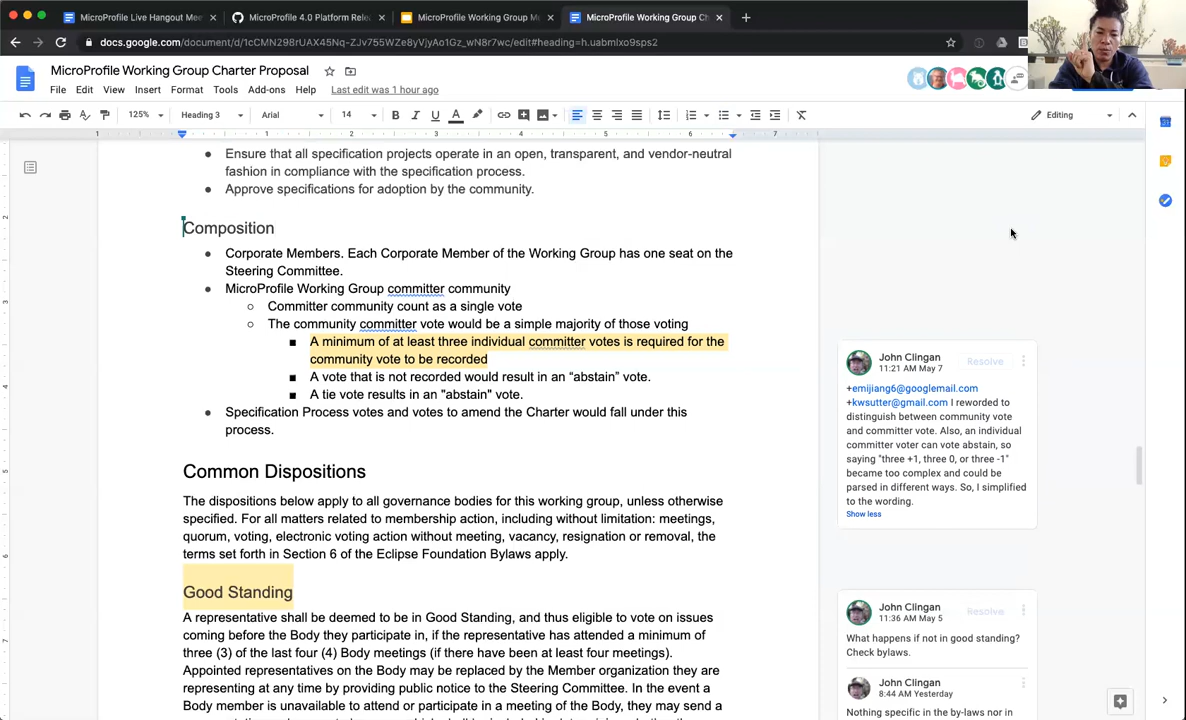 MicroProfile Live Hangout Mee
MicroProfile 4.0 Platform Rele
MicroProfile Working Group M
MicroProfile Working Group Ch
docs.google.com/document/d/1cCMN298rUAX45Nq-ZJv755WZe8yVjyAo1Gz_wN8r7wc/edit#heading=h.uabmlxo9sps2
MicroProfile Working Group Charter Proposal
File Edit View Insert Format Tools Add-ons Help Last edit was 1 hour ago
125% Heading 3 Arial 14 B I U A Editing
1 1 2 3 4 5 6 7
● Ensure that all specification projects operate in an open, transparent, and vendor-neutral
fashion in compliance with the specification process.
● Approve specifications for adoption by the community.
Composition
● Corporate Members. Each Corporate Member of the Working Group has one seat on the
Steering Committee.
● MicroProfile Working Group committer community
○ Committer community count as a single vote
○ The community committer vote would be a simple majority of those voting
■ A minimum of at least three individual committer votes is required for the
community vote to be recorded
■ A vote that is not recorded would result in an “abstain” vote.
■ A tie vote results in an "abstain" vote.
● Specification Process votes and votes to amend the Charter would fall under this
process.
Common Dispositions
The dispositions below apply to all governance bodies for this working group, unless otherwise
specified. For all matters related to membership action, including without limitation: meetings,
quorum, voting, electronic voting action without meeting, vacancy, resignation or removal, the
terms set forth in Section 6 of the Eclipse Foundation Bylaws apply.
Good Standing
A representative shall be deemed to be in Good Standing, and thus eligible to vote on issues
coming before the Body they participate in, if the representative has attended a minimum of
three (3) of the last four (4) Body meetings (if there have been at least four meetings).
Appointed representatives on the Body may be replaced by the Member organization they are
representing at any time by providing public notice to the Steering Committee. In the event a
Body member is unavailable to attend or participate in a meeting of the Body, they may send a
John Clingan Resolve
11:21 AM May 7
+emijiang6@googlemail.com
+kwsutter@gmail.com I reworded to
distinguish between community vote
and committer vote. Also, an individual
committer voter can vote abstain, so
saying "three +1, three 0, or three -1"
became too complex and could be
parsed in different ways. So, I simplified
to the wording.
Show less
John Clingan Resolve
11:36 AM May 5
What happens if not in good standing?
Check bylaws.
John Clingan
8:44 AM Yesterday
Nothing specific in the by-laws nor in